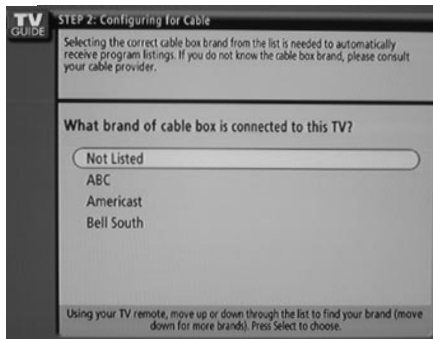 TV
GUIDE
STEP 2: Configuring for Cable
Selecting the correct cable box brand from the list is needed to automatically
receive program listings. If you do not know the cable box brand, please consult
your cable provider.
What brand of cable box is connected to this TV?
Not Listed
ABC
Americast
Bell South
Using your TV remote, move up or down through the list to find your brand (move
down for more brands). Press Select to choose.